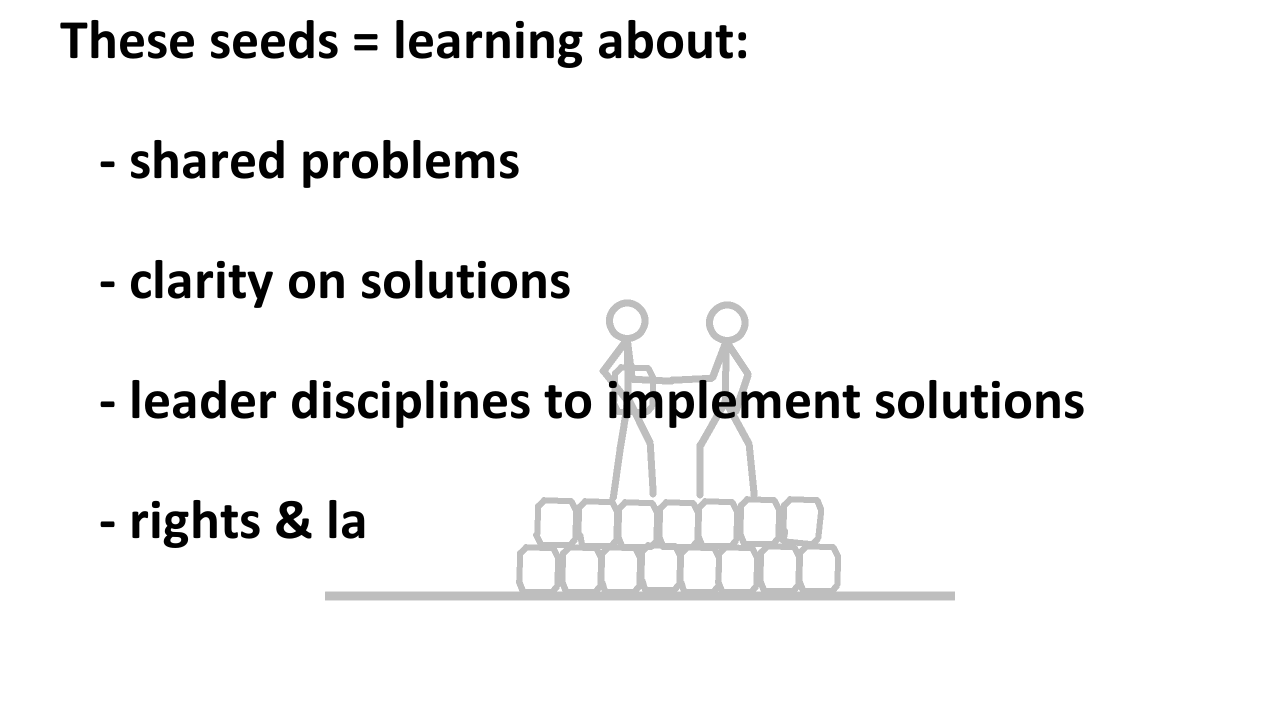 These seeds = learning about:
- shared problems
- clarity on solutions
- leader disciplines to implement solutions
- rights & la